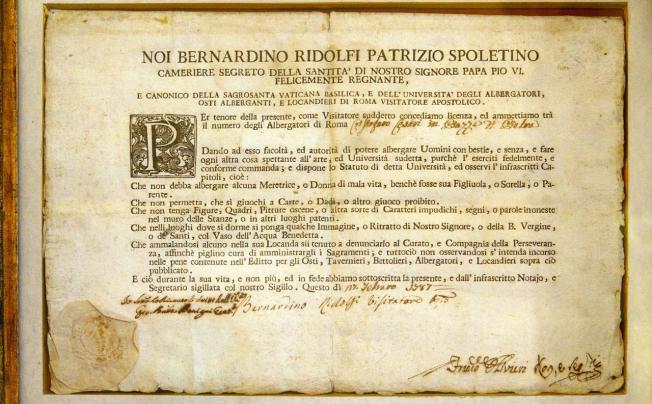 NOI BERNARDINO RIDOLFI PATRIZIO SPOLETINO
CAMERIERE SEGRETO DELLA SANTITA' DI NOSTRO SIGNORE PAPA PIO VI.
FELICEMENTE REGNANTE,
E CANONICO DELLA SAGROSANTA VATICANA BASILICA, E DELL'UNIVERSITA' DEGLI ALBERGATORI,
OSTI ALBERGANTI, E LOCANDIERI DI ROMA VISITATORE APOSTOLICO.
PEr tenore della presente, come Visitatore suddetto concediamo licenza, ed ammettiamo trà
il numero degli Albergatori di Roma
Dando ad esso facoltá, ed autorità di potere albergare Uomini con bestie, e senza, e fare
ogni altra cosa spettante all'arte, ed Università sudetta, purchè l'eserciti fedelmente, e
conforme comanda; e dispone lo Statuto di detta Università, ed osservi l'infrascritti Ca-
pitoli, cioè:
Che non debba albergare alcuna Meretrice, o Donna di mala vita, benchè fosse sua Figliuola, o Sorella, o Pa-
rente.
Che non permetta, che si giuochi a Carte, o Dadi, o altro giuoco proibito.
Che non tenga Figure, Quadri, Pitture oscene, o altra sorte di Caratteri impudichi, segni, o parole inoneste
nel muro delle Stanze, o in altri luoghi patenti.
Che nelli luoghi dove si dorme si ponga qualche Immagine, o Ritratto di Nostro Signore, o della B. Vergine,
o de' Santi, col Vaso dell'Acqua Benedetta.
Che ammalandosi alcuno nella sua Locanda sii tenuto a denunciarlo al Curato, e Compagnia della Perseveran-
za, affinchè piglino cura di amministrargli i Sagramenti; e tuttociò non osservandosi s'intenda incorso
nelle pene contenute nell'Editto per gli Osti, Tavernieri, Bettolieri, Albergatori, e Locandieri sopra ciò
pubblicato.
E ciò durante la sua vita, e non più, ed in fede abbiamo sottoscritta la presente, e dall'infrascritto Notajo, e
Segretario sigillata col nostro Sigillo. Questo dì
Bernardino Ridolfi Visitatore